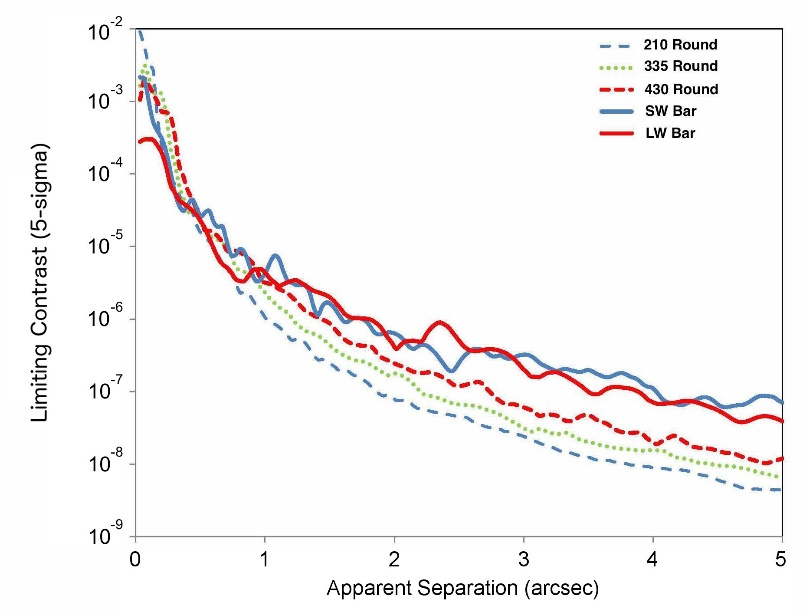 10-2
10-3
10-4
10-5
10-6
10-7
10-8
10-9
Limiting Contrast (5-sigma)
210 Round
335 Round
430 Round
SW Bar
LW Bar
0 1 2 3 4 5
Apparent Separation (arcsec)